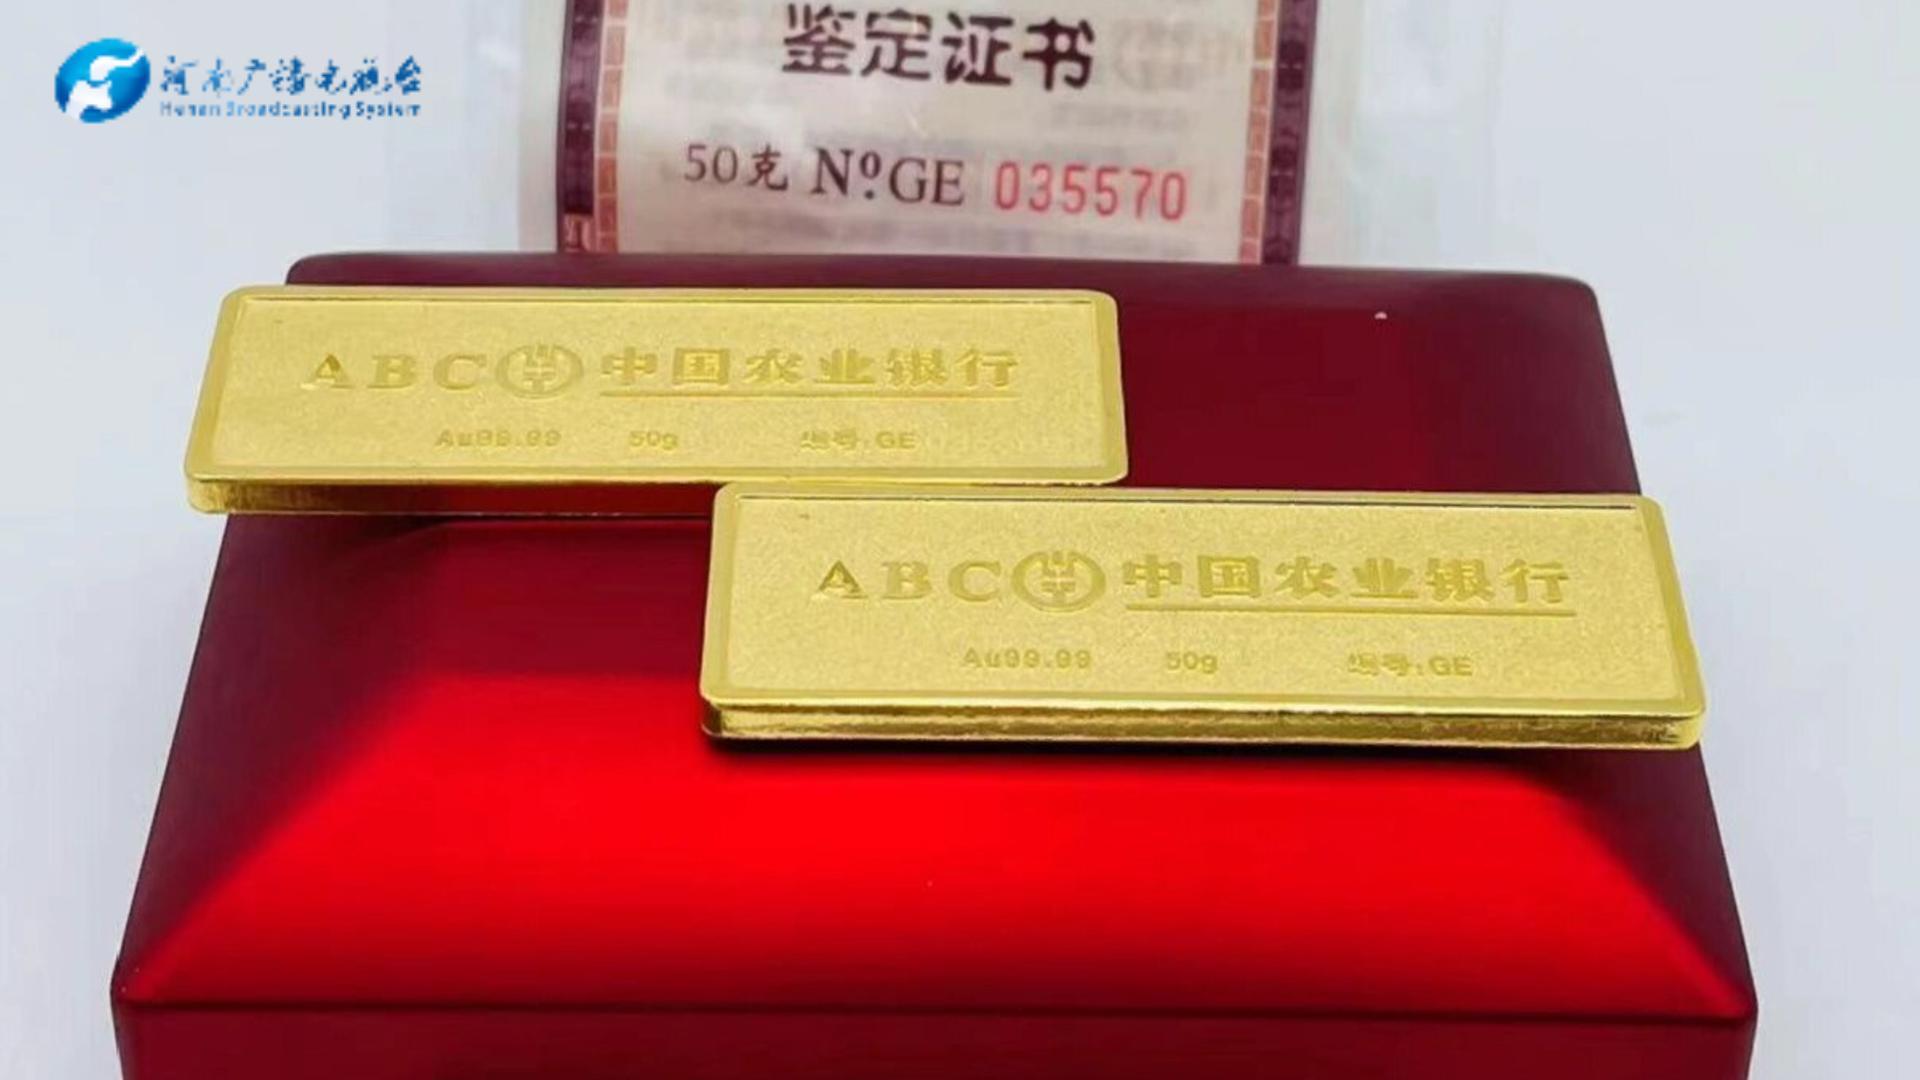 河南广播电视台
Henan Broadcasting System
鉴定证书
50克 Nº.GE 035570
ABC 中国农业银行
Au99.99 50g 编号:GE
ABC 中国农业银行
Au99.99 50g 编号:GE